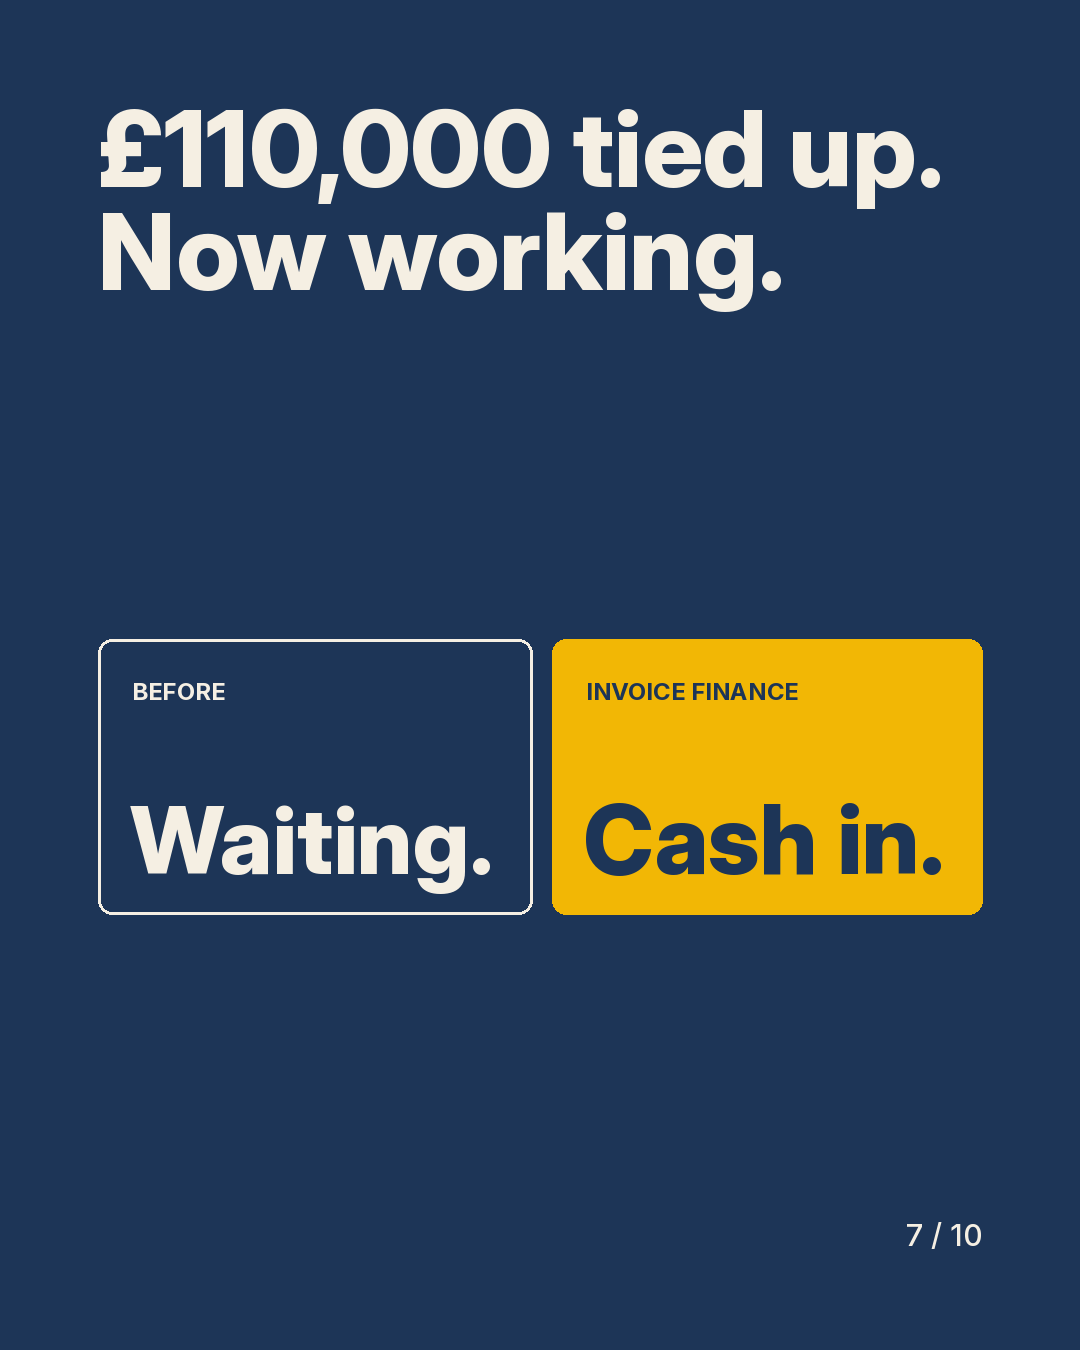 £110,000 tied up.
Now working.
BEFORE
Waiting.
INVOICE FINANCE
Cash in.
7 / 10